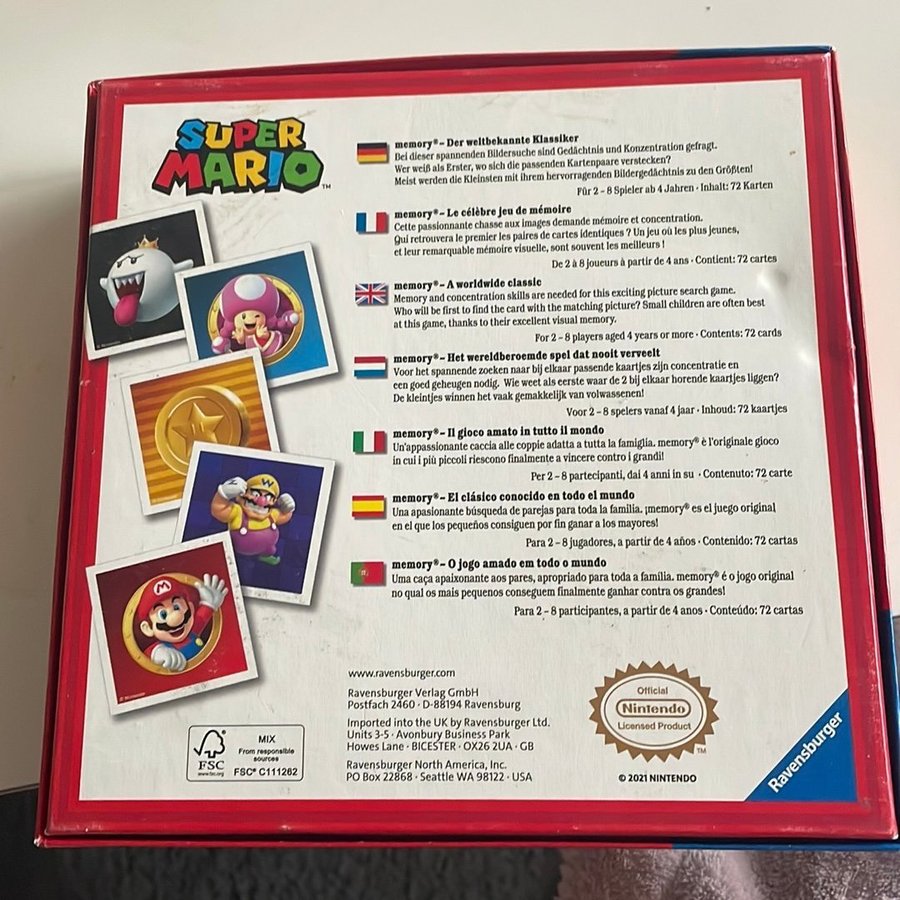 SUPER
MARIO™
memory® – Der weltbekannte Klassiker
Bei dieser spannenden Bildersuche sind Gedächtnis und Konzentration gefragt.
Wer weiß als Erster, wo sich die passenden Kartenpaare verstecken?
Meist werden die Kleinsten mit ihrem hervorragenden Bildergedächtnis zu den Größten!
Für 2 – 8 Spieler ab 4 Jahren · Inhalt: 72 Karten
memory® – Le célèbre jeu de mémoire
Cette passionnante chasse aux images demande mémoire et concentration.
Qui retrouvera le premier les paires de cartes identiques ? Un jeu où les plus jeunes,
et leur remarquable mémoire visuelle, sont souvent les meilleurs !
De 2 à 8 joueurs à partir de 4 ans · Contient: 72 cartes
memory® – A worldwide classic
Memory and concentration skills are needed for this exciting picture search game.
Who will be first to find the card with the matching picture? Small children are often best
at this game, thanks to their excellent visual memory.
For 2 – 8 players aged 4 years or more · Contents: 72 cards
memory® – Het wereldberoemde spel dat nooit verveelt
Voor het spannende zoeken naar bij elkaar passende kaartjes zijn concentratie en
een goed geheugen nodig. Wie weet als eerste waar de 2 bij elkaar horende kaartjes liggen?
De kleintjes winnen het vaak gemakkelijk van volwassenen!
Voor 2 – 8 spelers vanaf 4 jaar · Inhoud: 72 kaartjes
memory® – Il gioco amato in tutto il mondo
Un'appassionante caccia alle coppie adatta a tutta la famiglia. memory® è l'originale gioco
in cui i più piccoli riescono finalmente a vincere contro i grandi!
Per 2 – 8 partecipanti, dai 4 anni in su · Contenuto: 72 carte
memory® – El clásico conocido en todo el mundo
Una apasionante búsqueda de parejas para toda la familia. ¡memory® es el juego original
en el que los pequeños consiguen por fin ganar a los mayores!
Para 2 – 8 jugadores, a partir de 4 años · Contenido: 72 cartas
memory® – O jogo amado em todo o mundo
Uma caça apaixonante aos pares, apropriado para toda a família. memory® é o jogo original
no qual os mais pequenos conseguem finalmente ganhar contra os grandes!
Para 2 – 8 participantes, a partir de 4 anos · Conteúdo: 72 cartas
www.ravensburger.com
Ravensburger Verlag GmbH
Postfach 2460 · D-88194 Ravensburg
Imported into the UK by Ravensburger Ltd.
Units 3-5 · Avonbury Business Park
Howes Lane · BICESTER · OX26 2UA · GB
Ravensburger North America, Inc.
PO Box 22868 · Seattle WA 98122 · USA
FSC
www.fsc.org
MIX
From responsible
sources
FSC® C111262
Official
Nintendo
Licensed Product
TM
© 2021 NINTENDO
Ravensburger
W
M